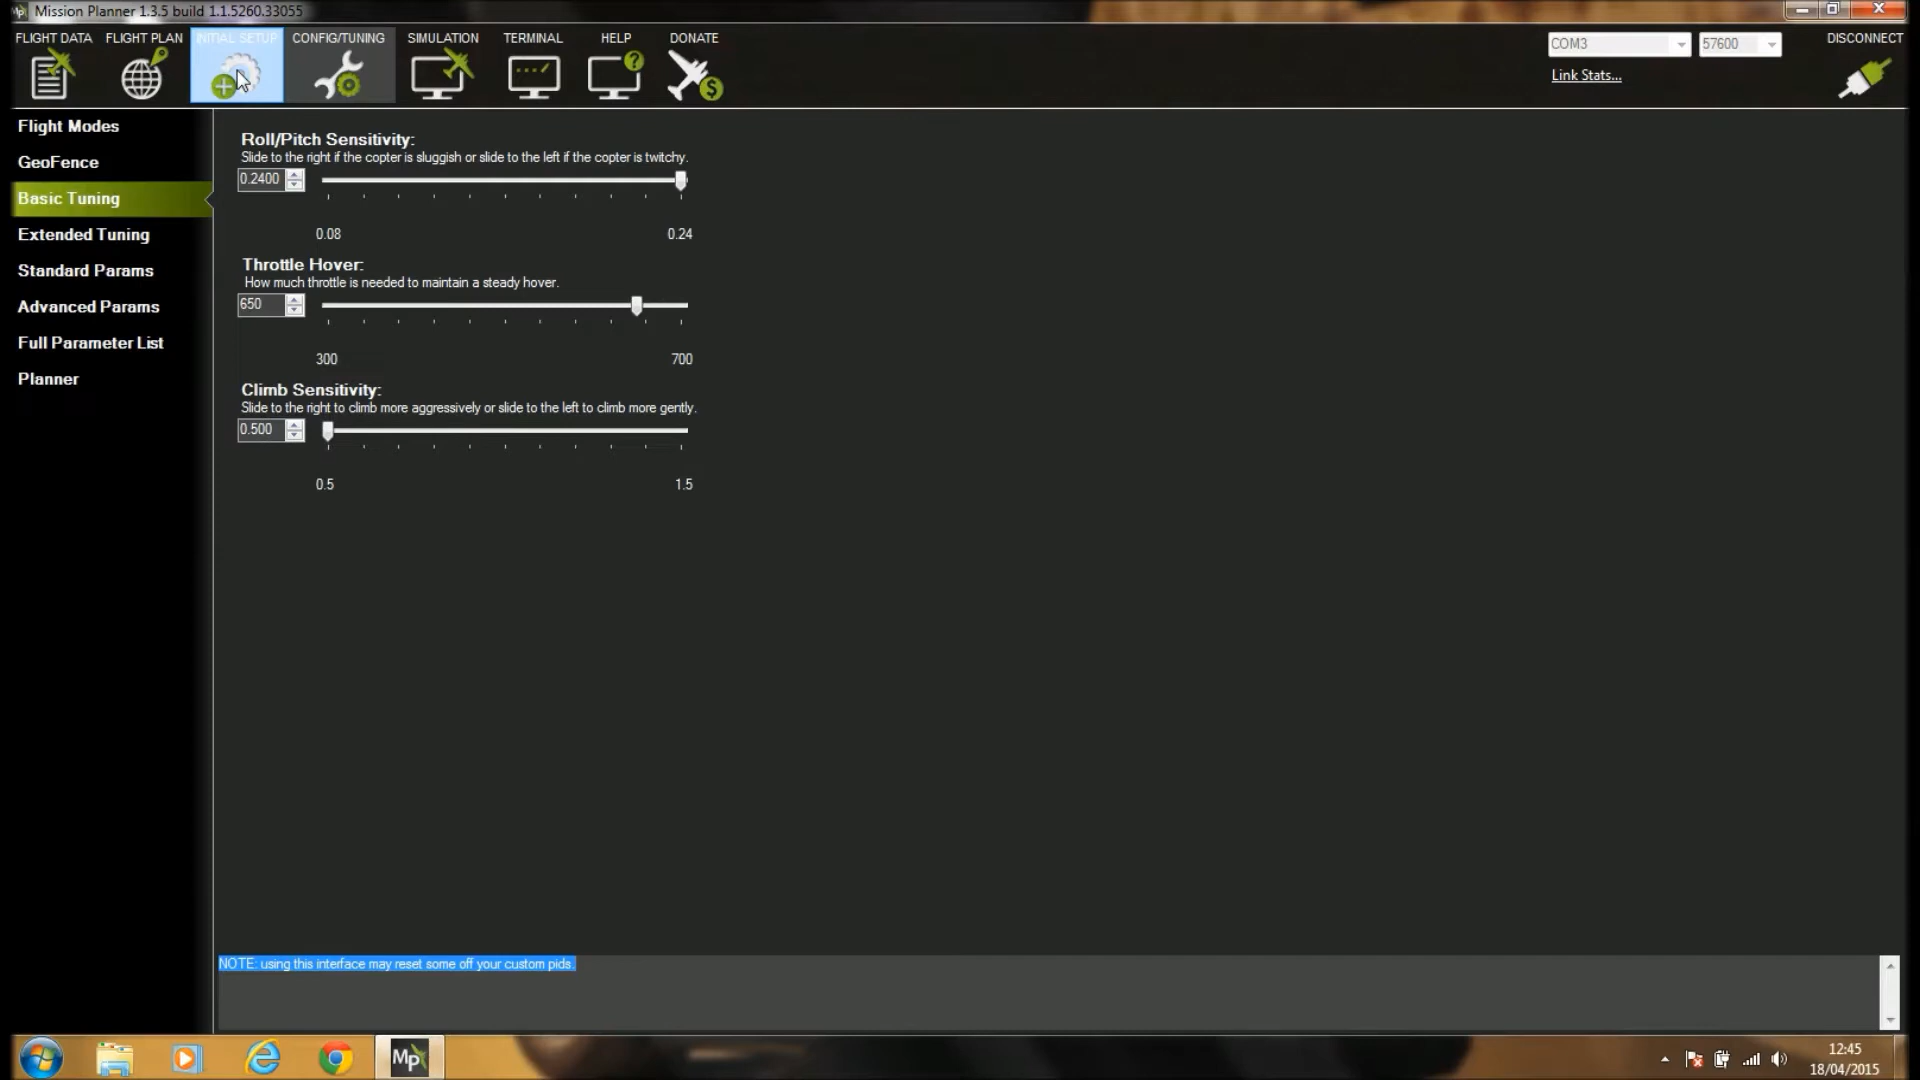 Mission Planner 1.3.5 build 1.1.5260.33055
FLIGHT DATA
FLIGHT PLAN
INITIAL SETUP
CONFIG/TUNING
SIMULATION
TERMINAL
HELP
DONATE
COM3
57600
DISCONNECT
Link Stats...
Flight Modes
GeoFence
Basic Tuning
Extended Tuning
Standard Params
Advanced Params
Full Parameter List
Planner
Roll/Pitch Sensitivity:
Slide to the right if the copter is sluggish or slide to the left if the copter is twitchy.
0.2400
0.08
0.24
Throttle Hover:
How much throttle is needed to maintain a steady hover.
650
300
700
Climb Sensitivity:
Slide to the right to climb more aggressively or slide to the left to climb more gently.
0.500
0.5
1.5
NOTE: using this interface may reset some off your custom pids.
Mp
12:45
18/04/2015